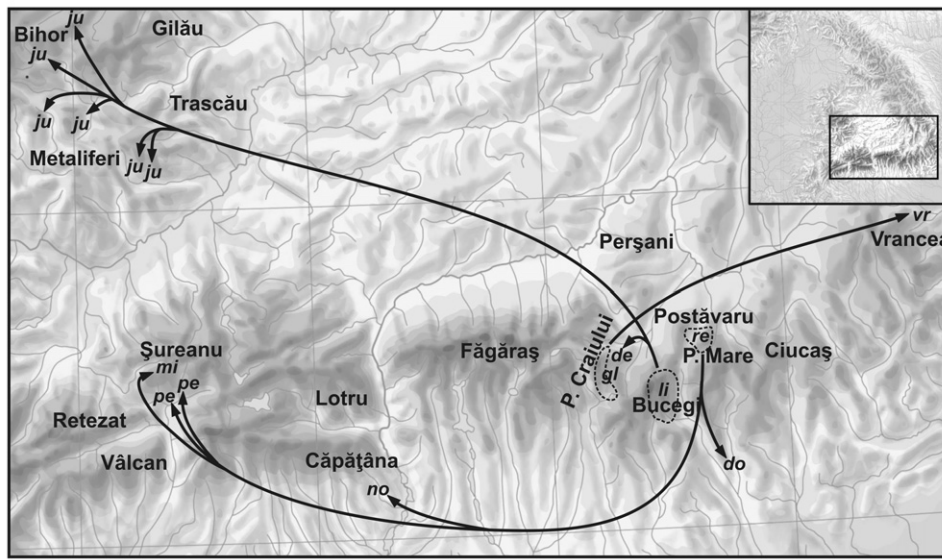 ju
Gilău
Bihor
ju
Trascău
ju
ju
Metaliferi
ju
ju
vr
Vrancea
Perşani
Postăvaru
re
P. Mare
Ciucaş
P. Craiului
de
gl
li
Bucegi
Făgăraş
Şureanu
mi
pe
pe
Lotru
Retezat
Vâlcan
Căpăţâna
no
do